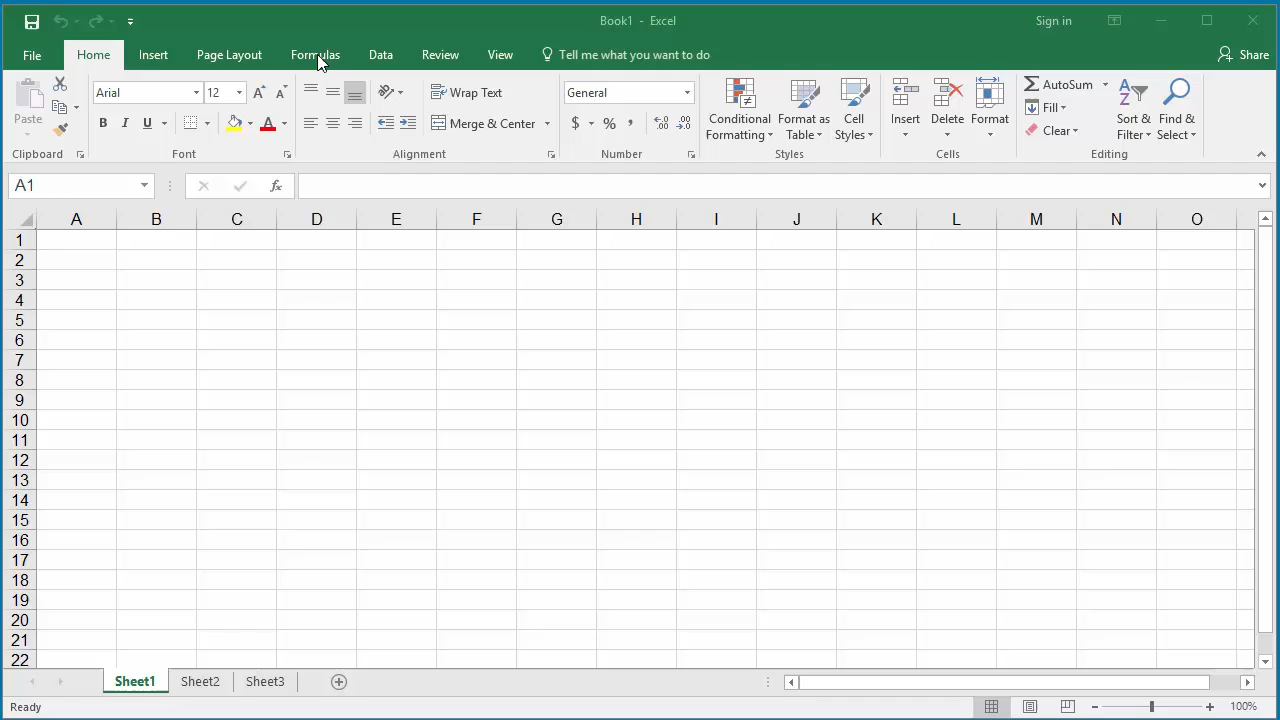 Book1 - Excel
Sign in
File
Home
Insert
Page Layout
Formulas
Data
Review
View
Tell me what you want to do
Share
Paste
Clipboard
Arial
12
B I U
A
Font
Wrap Text
Merge & Center
Alignment
General
$ % ,
Number
Conditional
Formatting
Format as
Table
Cell
Styles
Styles
Insert
Delete
Format
Cells
AutoSum
Fill
Clear
Sort &
Filter
Find &
Select
Editing
A1
fx
A B C D E F G H I J K L M N O
1
2
3
4
5
6
7
8
9
10
11
12
13
14
15
16
17
18
19
20
21
22
Sheet1
Sheet2
Sheet3
Ready
100%